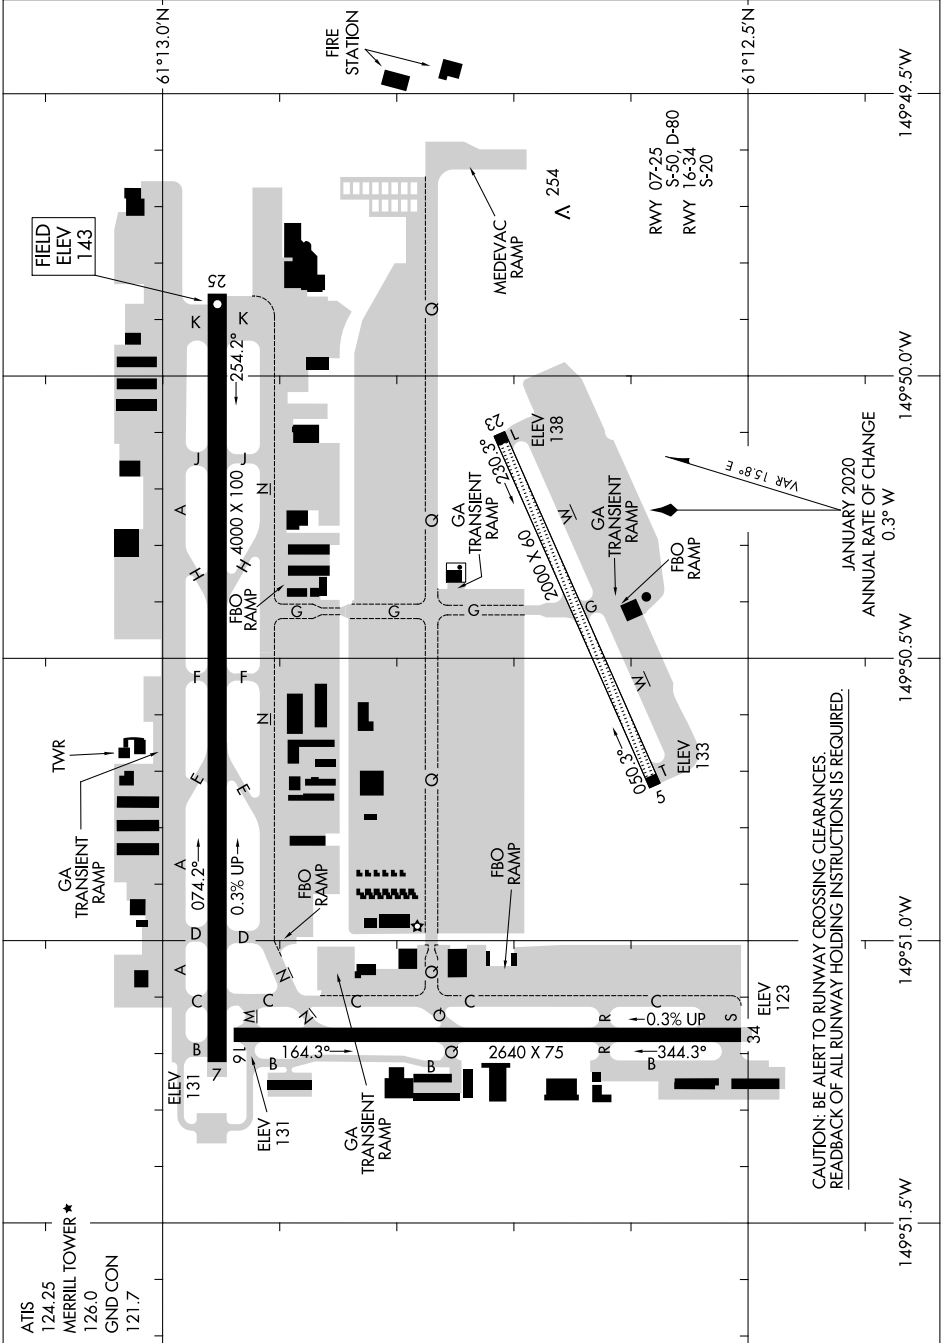 ATIS
124.25
MERRILL TOWER
126.0
GND CON
121.7
149°51.5'W
149°51.0'W
149°50.5'W
149°50.0'W
149°49.5'W
61°13.0'N
61°12.5'N
FIELD
ELEV
143
FIRE
STATION
TWR
GA
TRANSIENT
RAMP
ELEV
131
7
074.2°
0.3% UP
4000 X 100
254.2°
25
A
A
A
B
C
D
D
E
E
F
F
H
H
J
J
K
K
ELEV
131
16
164.3°
2640 X 75
344.3°
0.3% UP
34
ELEV
123
B
B
B
C
C
C
C
M
N
N
N
N
Q
Q
Q
Q
Q
Q
R
R
S
GA
TRANSIENT
RAMP
FBO
RAMP
FBO
RAMP
FBO
RAMP
G
G
G
G
GA
TRANSIENT
RAMP
MEDEVAC
RAMP
254
5
050.3°
2000 X 60
230.3°
23
ELEV
133
ELEV
138
T
T
W
W
GA
TRANSIENT
RAMP
FBO
RAMP
RWY 07-25
S-50, D-80
RWY 16-34
S-20
VAR 15.8° E
JANUARY 2020
ANNUAL RATE OF CHANGE
0.3° W
CAUTION: BE ALERT TO RUNWAY CROSSING CLEARANCES.
READBACK OF ALL RUNWAY HOLDING INSTRUCTIONS IS REQUIRED.